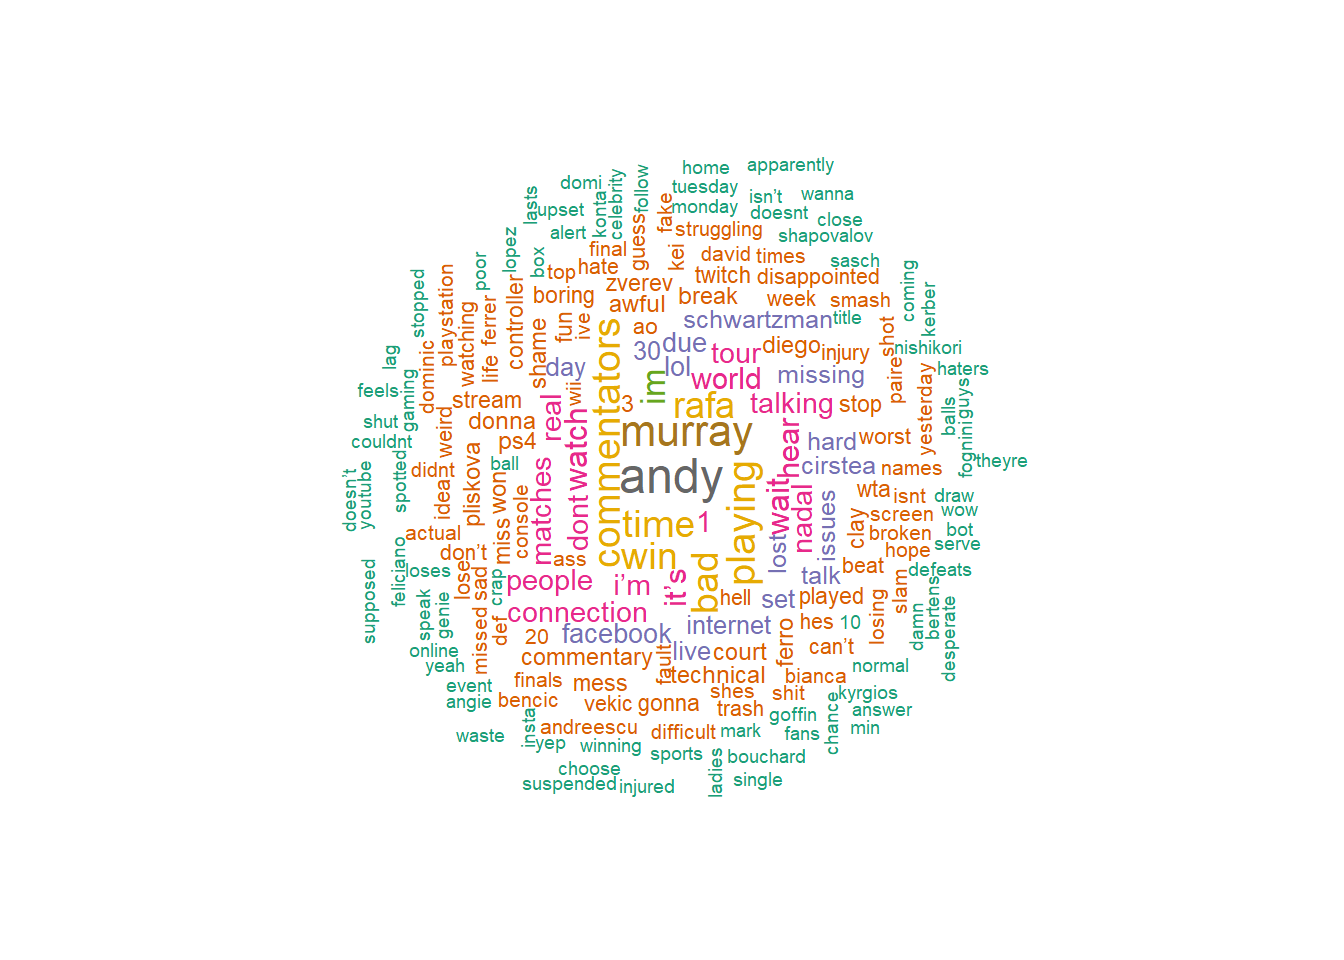 home
apparently
domi
tuesday
isn’t
wanna
lasts
upset
konta
celebrity
follow
monday
doesnt
close
fake
alert
guess
struggling
shapovalov
lopez
final
kei
david
times
sasch
box
top
hate
twitch
disappointed
coming
poor
zverev
stopped
playstation
controller
boring
awful
break
week
smash
kerber
ferrer
fun
ive
ao
schwartzman
title
shot
watching
shame
commentators
30
due
tour
diego
injury
nishikori
lag
life
day
lol
world
missing
paire
haters
feels
dominic
wii
im
gaming
stream
real
3
rafa
talking
stop
yesterday
balls
guys
shut
weird
donna
watch
murray
hear
hard
worst
fognini
couldnt
ps4
theyre
didnt
ball
matches
andy
playing
wait
cirstea
names
doesn’t
youtube
spotted
idea
pliskova
won
console
dont
nadal
wta
isnt
draw
time
1
issues
clay
screen
wow
actual
miss
lost
broken
bot
don’t
win
hope
serve
feliciano
loses
lose
sad
ass
bad
talk
beat
defeats
supposed
crap
people
i’m
it’s
hell
set
played
slam
speak
genie
missed
def
connection
losing
damn
bertens
desperate
20
facebook
internet
hes
10
online
ferro
can’t
yeah
commentary
fault
live
court
normal
event
finals
mess
technical
bianca
angie
bencic
vekic
gonna
shes
shit
kyrgios
trash
goffin
chance
answer
waste
insta
andreescu
difficult
mark
fans
min
yep
winning
sports
bouchard
choose
ladies
suspended
injured
single